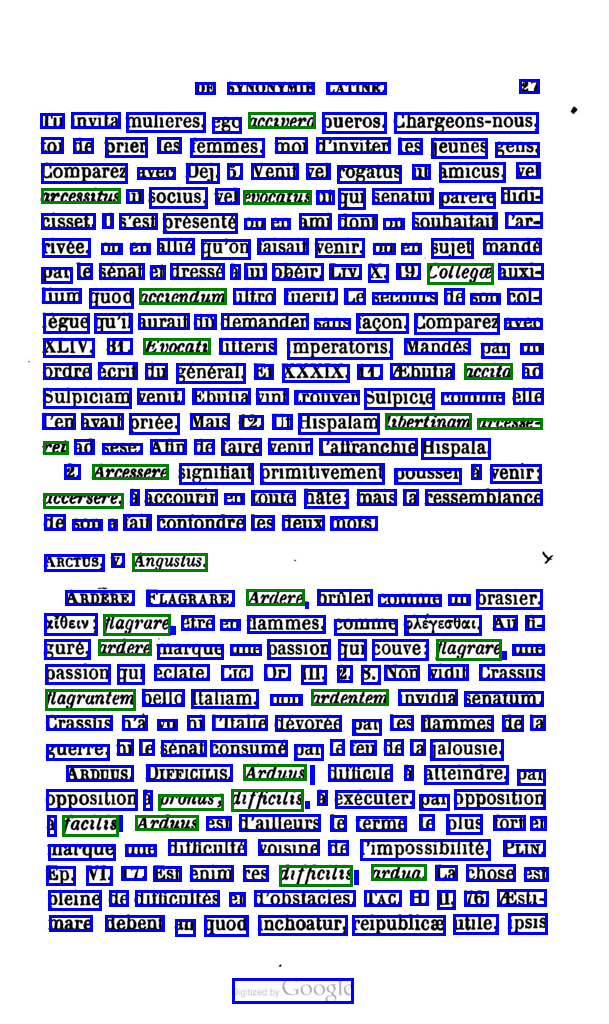 DE SYNONYMIE LATINE. 27
Tu invita mulieres, ego accivero pueros. Chargeons-nous,
toi de prier les femmes, moi d'inviter les jeunes gens.
Comparez avec Dej. 5. Venit vel rogatus ut amicus, vel
arcessitus ut socius, vel evocatus ut qui senatui parere didi-
cisset. Il s'est présenté ou en ami dont on souhaitait l'ar-
rivée, ou en allié qu'on faisait venir, ou en sujet mandé
par le sénat et dressé à lui obéir. LIV. X, 19. Collegæ auxi-
lium quod acciendum ultro fuerit. Le secours de son col-
lègue qu'il aurait dû demander sans façon. Comparez avec
XLIV, 31. Evocati litteris imperatoris. Mandés par un
ordre écrit du général. Et XXXIX, 11. Æbutia accita ad
Sulpiciam venit. Ebutia vint trouver Sulpicie comme elle
l'en avait priée. Mais 12. Ut Hispalam libertinam arcesse-
ret ad sese. Afin de faire venir l'affranchie Hispala.
2. Arcessere signifiait primitivement pousser à venir;
accersere, à accourir en toute hâte; mais la ressemblance
de son a fait confondre les deux mots.
ARCTUS, v. Angustus.
ARDERE. FLAGRARE. Ardere, brûler comme un brasier,
αἴθειν; flagrare, être en flammes, comme φλέγεσθαι. Au fi-
guré, ardere marque une passion qui couve; flagrare, une
passion qui éclate. CIC. Or. III, 2, 8. Non vidit Crassus
flagrantem bello Italiam, non ardentem invidia senatum.
Crassus n'a vu ni l'Italie dévorée par les flammes de la
guerre, ni le sénat consumé par le feu de la jalousie.
ARDUUS. DIFFICILIS. Arduus, difficile à atteindre, par
opposition à pronus; difficilis, à exécuter, par opposition
à facilis. Arduus est d'ailleurs le terme le plus fort et
marque une difficulté voisine de l'impossibilité. PLIN.
Ep. VI, 17. Est enim res difficilis, ardua. La chose est
pleine de difficultés et d'obstacles. TAC. H. II, 76. Æsti-
mare debent an quod inchoatur, reipublicæ utile, ipsis
Digitized by Google